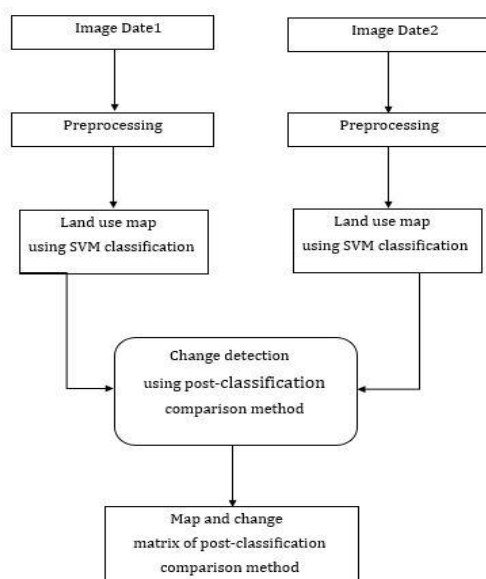 Image Date1
Image Date2
Preprocessing
Preprocessing
Land use map
using SVM classification
Land use map
using SVM classification
Change detection
using post-classification
comparison method
Map and change
matrix of post-classification
comparison method